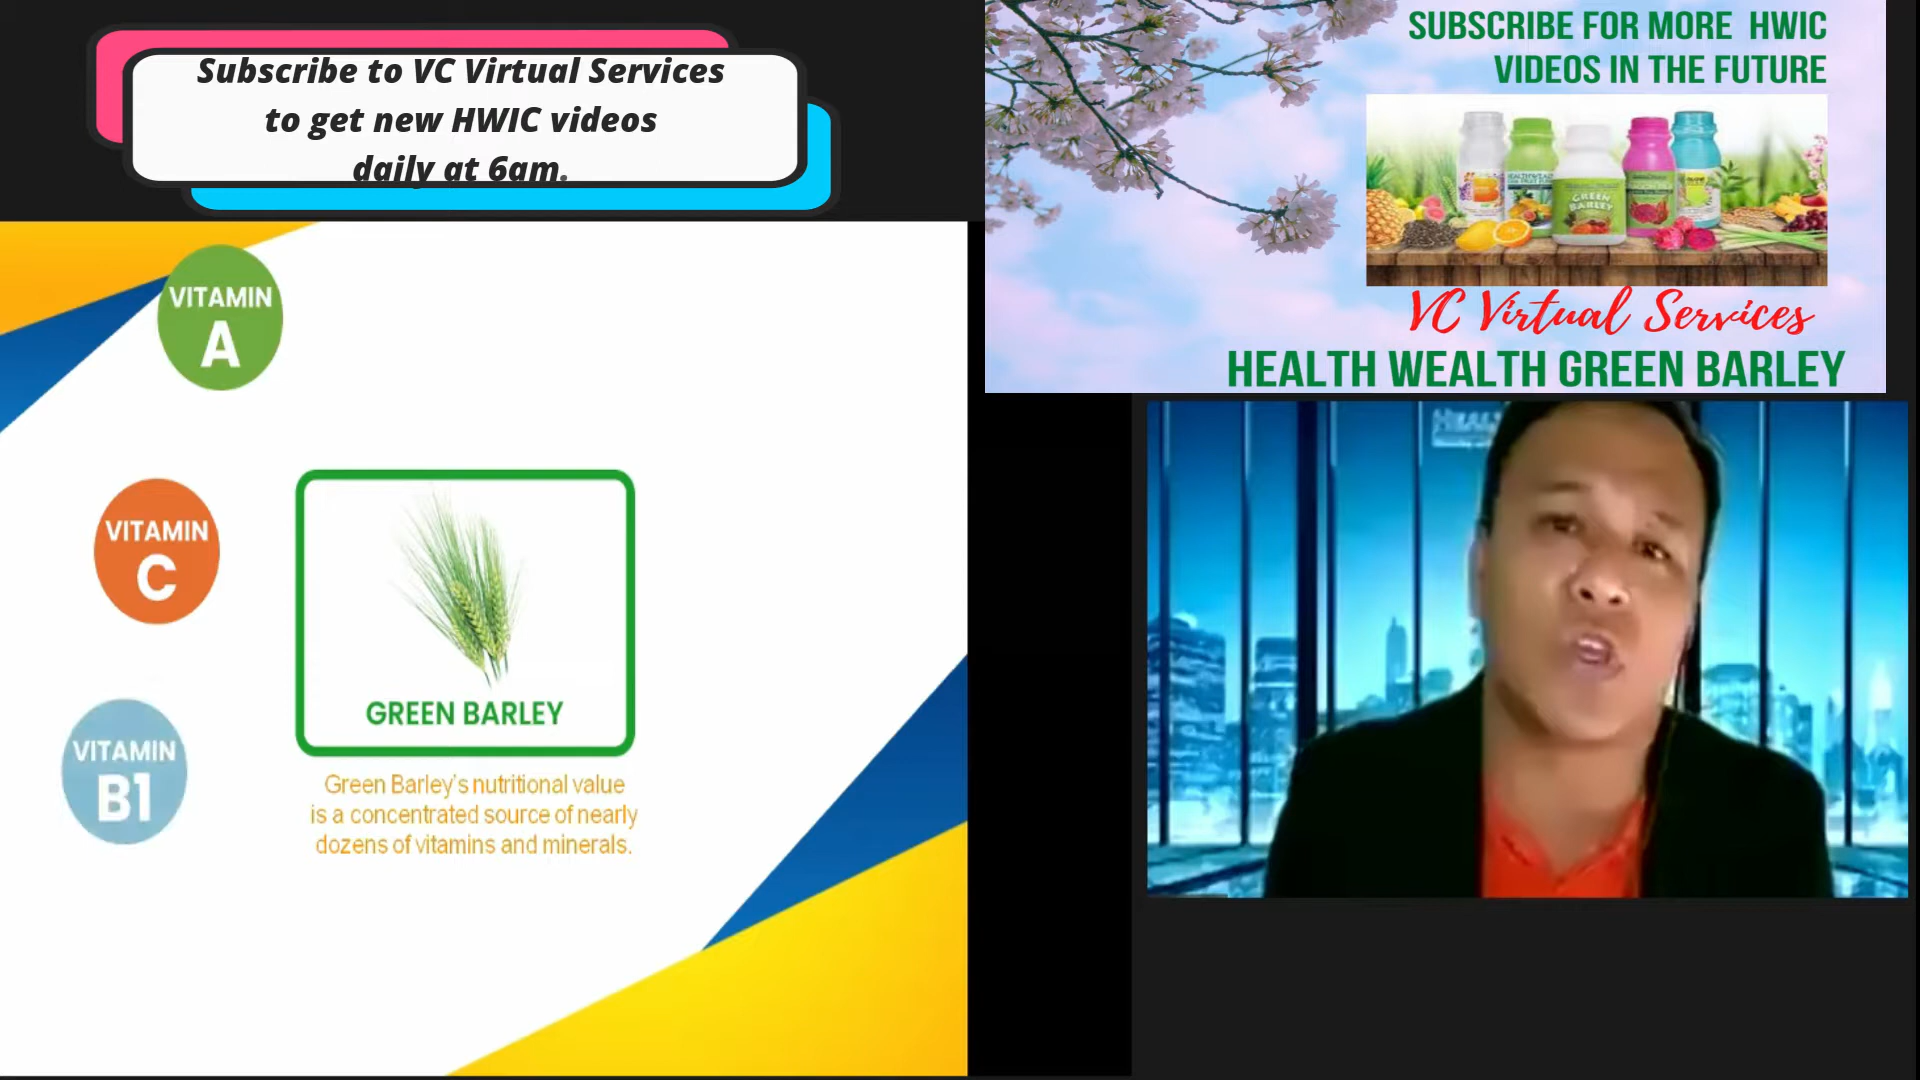 Subscribe to VC Virtual Services
to get new HWIC videos
daily at 6am.
SUBSCRIBE FOR MORE HWIC
VIDEOS IN THE FUTURE
GREEN
BARLEY
VC Virtual Services
HEALTH WEALTH GREEN BARLEY
VITAMIN
A
VITAMIN
C
VITAMIN
B1
GREEN BARLEY
Green Barley's nutritional value
is a concentrated source of nearly
dozens of vitamins and minerals.